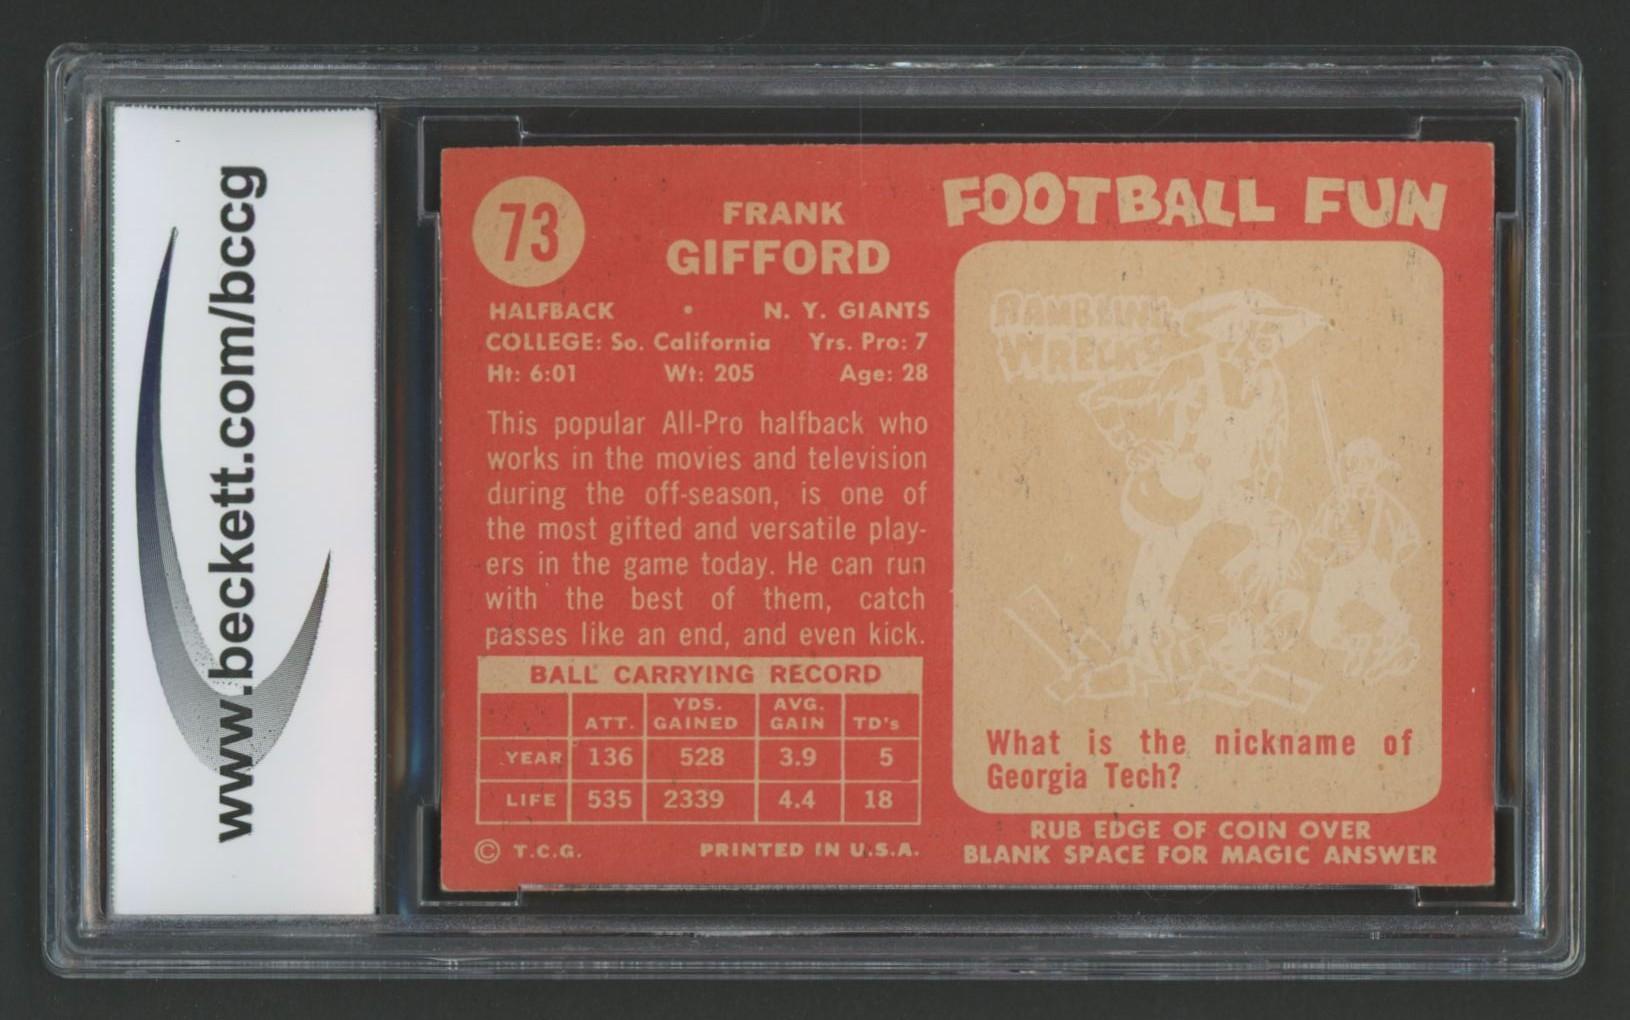 www.beckett.com/bccg
73
FRANK
GIFFORD
HALFBACK • N. Y. GIANTS
COLLEGE: So. California Yrs. Pro: 7
Ht: 6:01 Wt: 205 Age: 28
This popular All-Pro halfback who
works in the movies and television
during the off-season, is one of
the most gifted and versatile play-
ers in the game today. He can run
with the best of them, catch
passes like an end, and even kick.
BALL CARRYING RECORD
ATT. YDS. GAINED AVG. GAIN TD's
YEAR 136 528 3.9 5
LIFE 535 2339 4.4 18
© T.C.G. PRINTED IN U.S.A.
FOOTBALL FUN
RAMBLING
WRECKS
What is the nickname of
Georgia Tech?
RUB EDGE OF COIN OVER
BLANK SPACE FOR MAGIC ANSWER